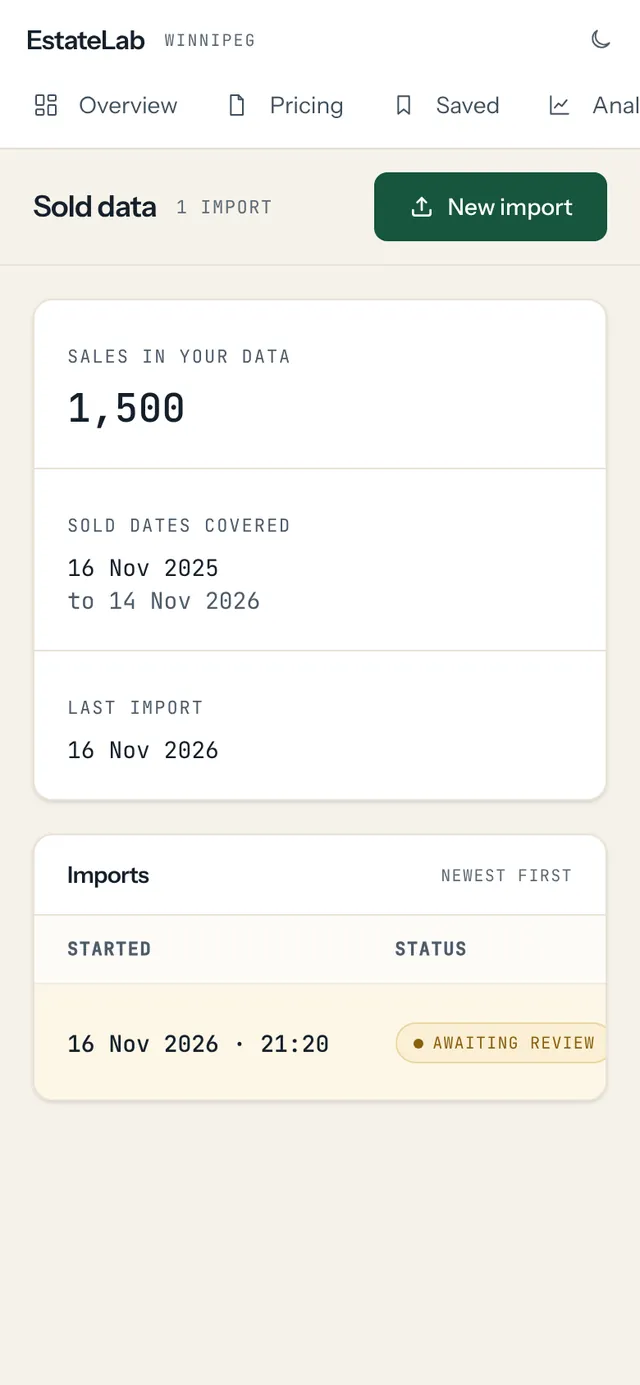 EstateLab WINNIPEG
Overview Pricing Saved Anal
Sold data 1 IMPORT New import
SALES IN YOUR DATA
1,500
SOLD DATES COVERED
16 Nov 2025
to 14 Nov 2026
LAST IMPORT
16 Nov 2026
Imports NEWEST FIRST
STARTED STATUS
16 Nov 2026 · 21:20 AWAITING REVIEW